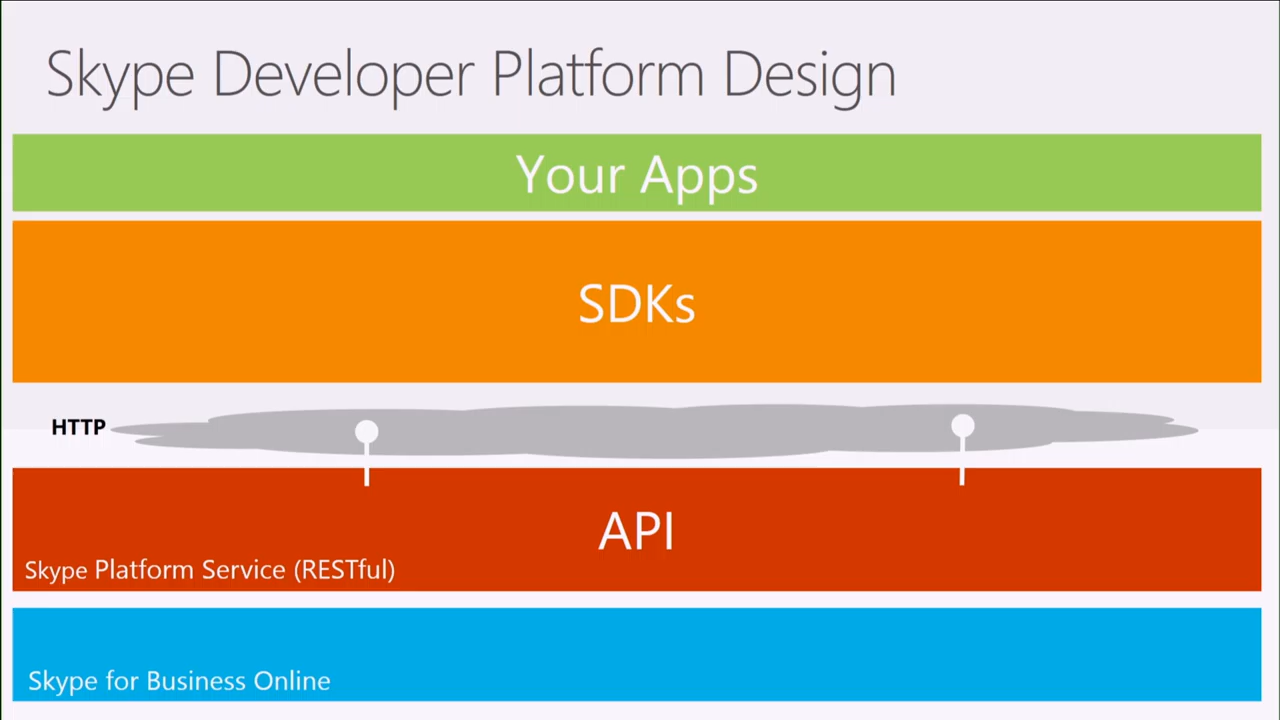 Skype Developer Platform Design
Your Apps
SDKs
HTTP
API
Skype Platform Service (RESTful)
Skype for Business Online